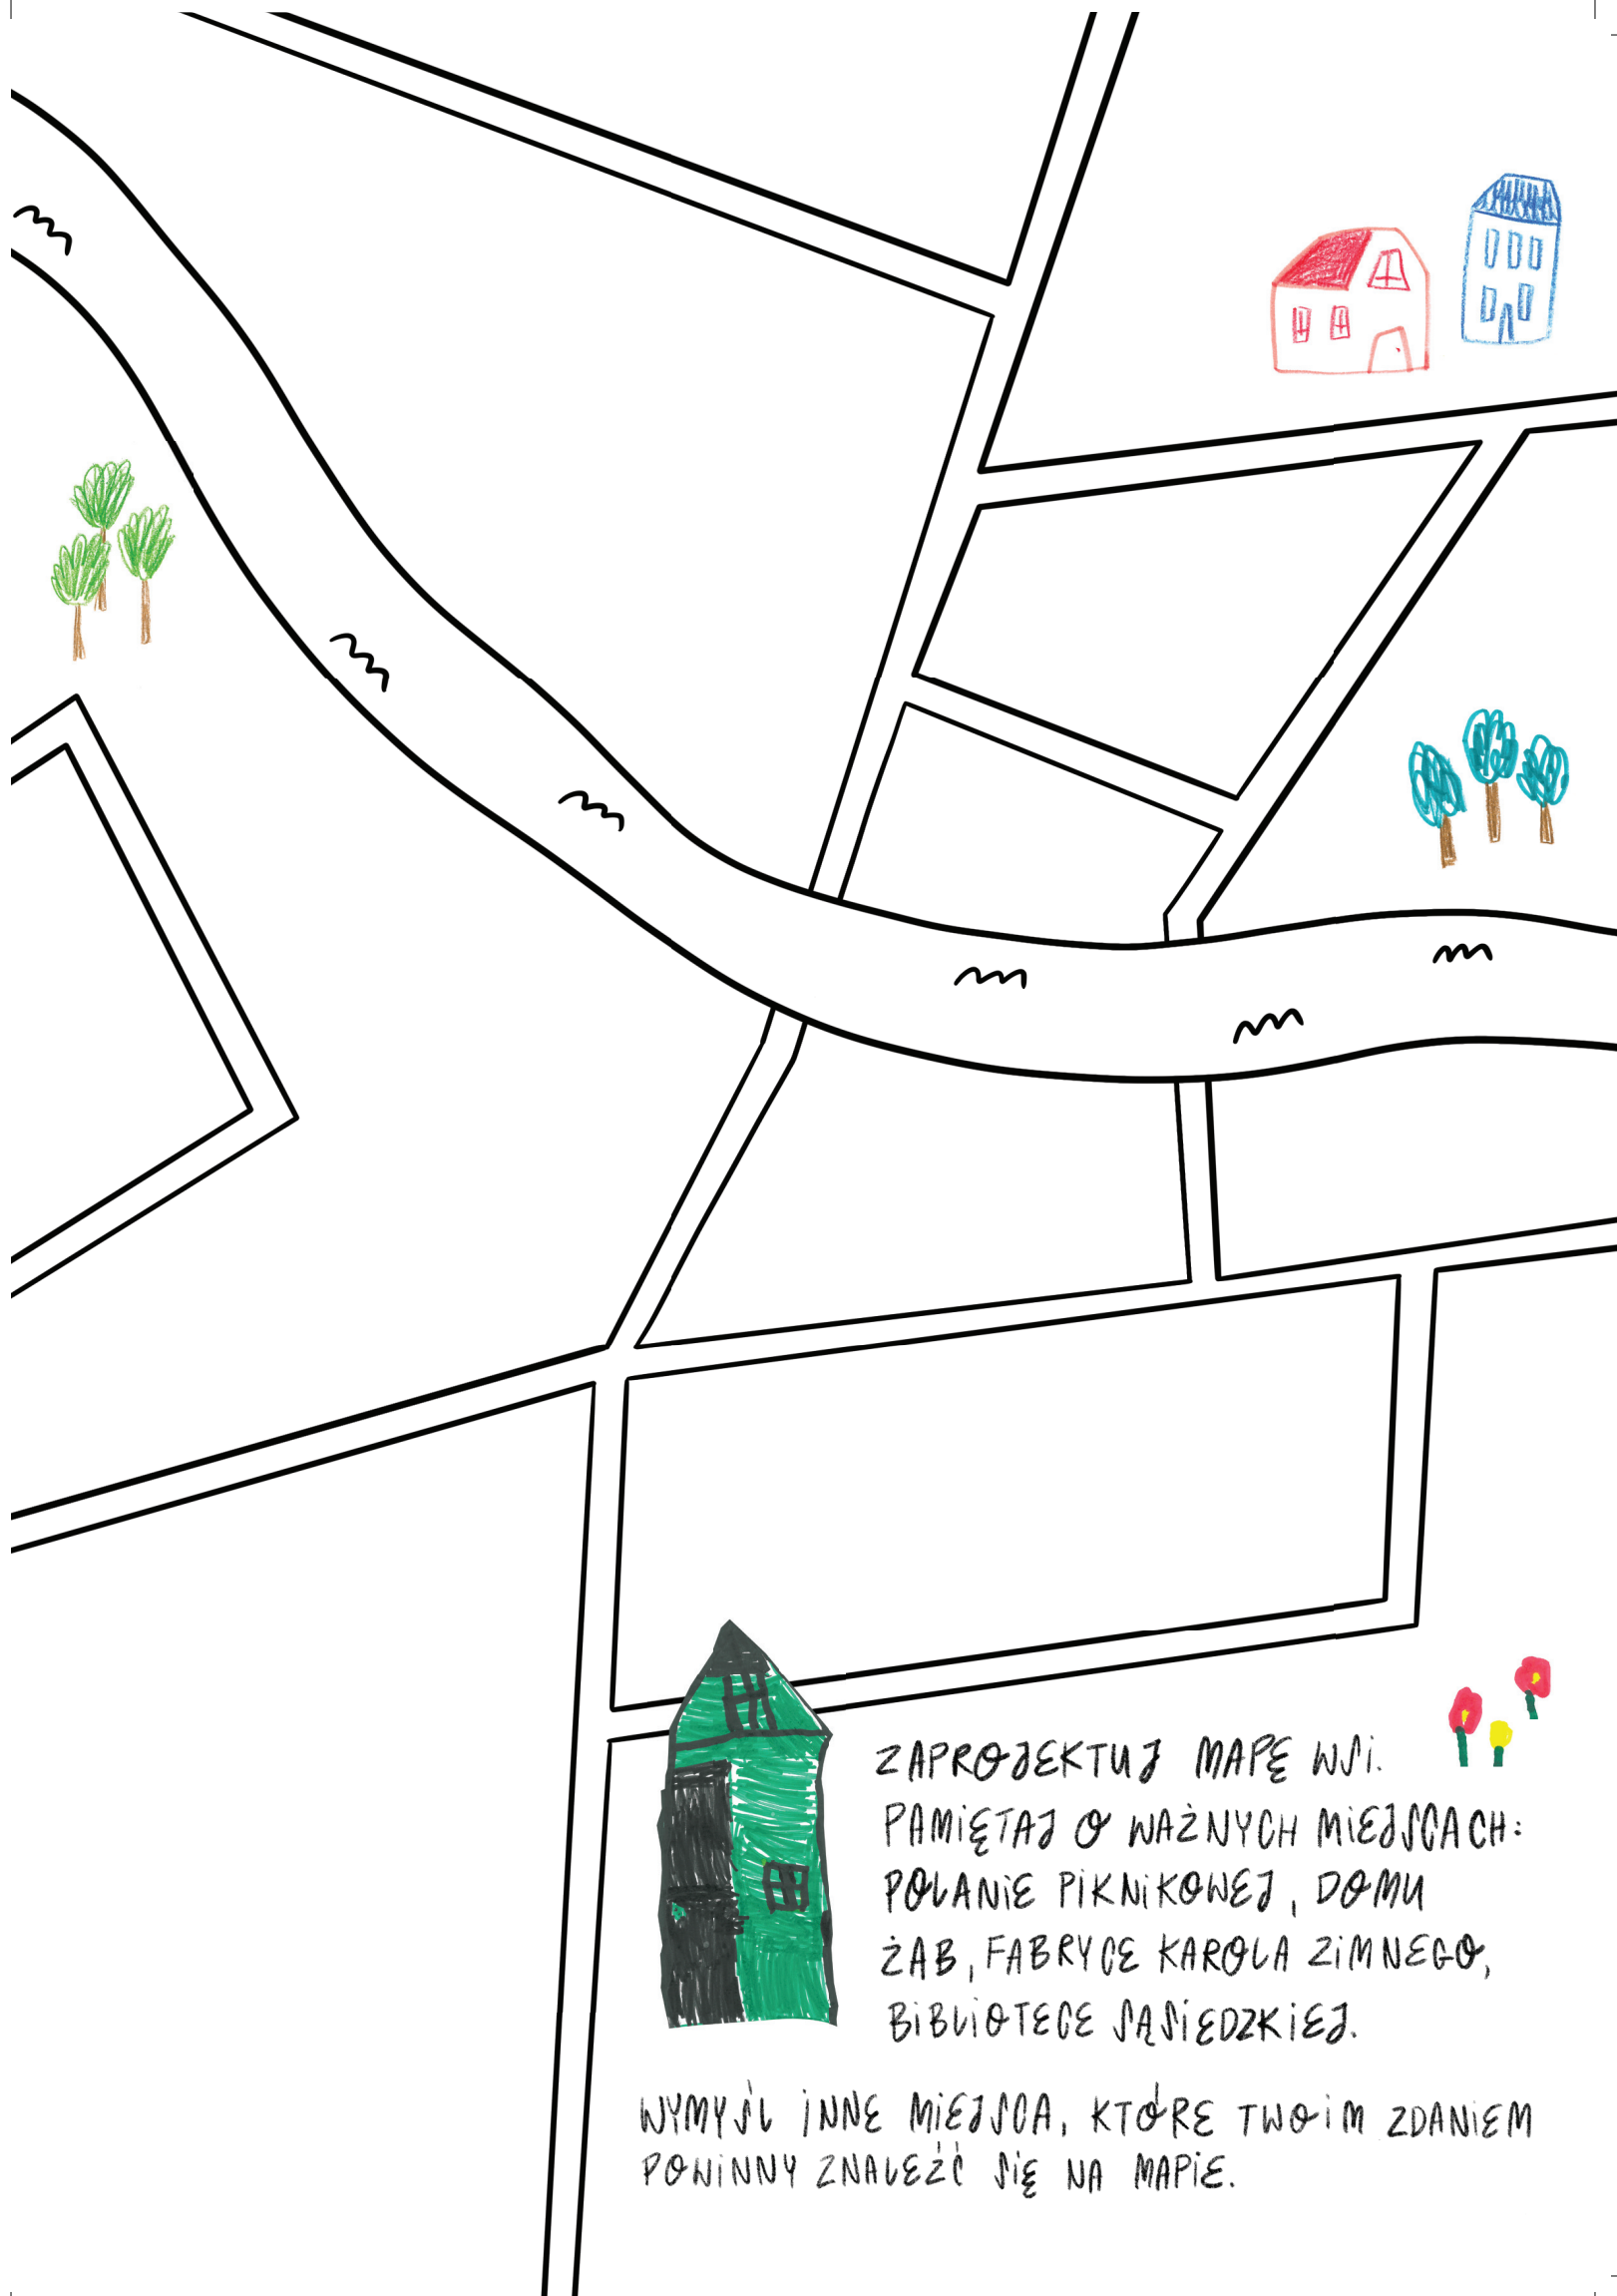 ZAPROJEKTUJ MAPĘ WSI.
PAMIĘTAJ O WAŻNYCH MIEJSCACH:
POLANIE PIKNIKOWEJ, DOMU
ŻAB, FABRYCE KAROLA ZIMNEGO,
BIBLIOTECE SĄSIEDZKIEJ.
WYMYŚL INNE MIEJSCA, KTÓRE TWOIM ZDANIEM
POWINNY ZNALEŹĆ SIĘ NA MAPIE.